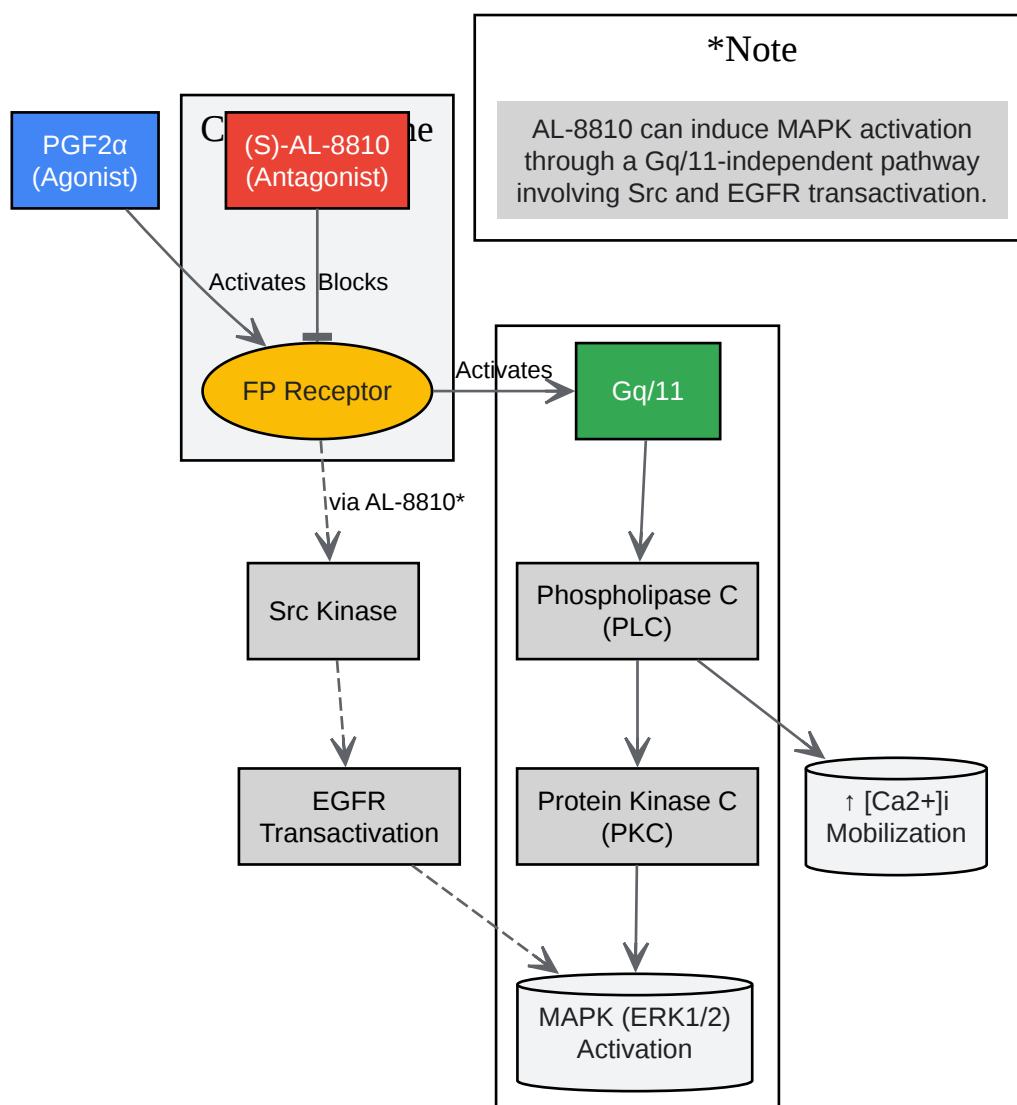 *Note
AL-8810 can induce MAPK activation
through a Gq/11-independent pathway
involving Src and EGFR transactivation.
PGF2α
(Agonist)
(S)-AL-8810
(Antagonist)
Activates
Blocks
FP Receptor
Activates
Gq/11
via AL-8810*
Src Kinase
Phospholipase C
(PLC)
EGFR
Transactivation
Protein Kinase C
(PKC)
↑ [Ca2+]i
Mobilization
MAPK (ERK1/2)
Activation